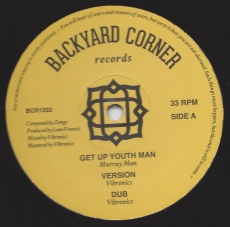 BACKYARD CORNER
records
BCR1202
33 RPM
SIDE A
Composed by Zongo
Produced by Leno Francis
Mixed by Vibronics
Mastered by Vibronics
GET UP YOUTH MAN
Murray Man
VERSION
Vibronics
DUB
Vibronics